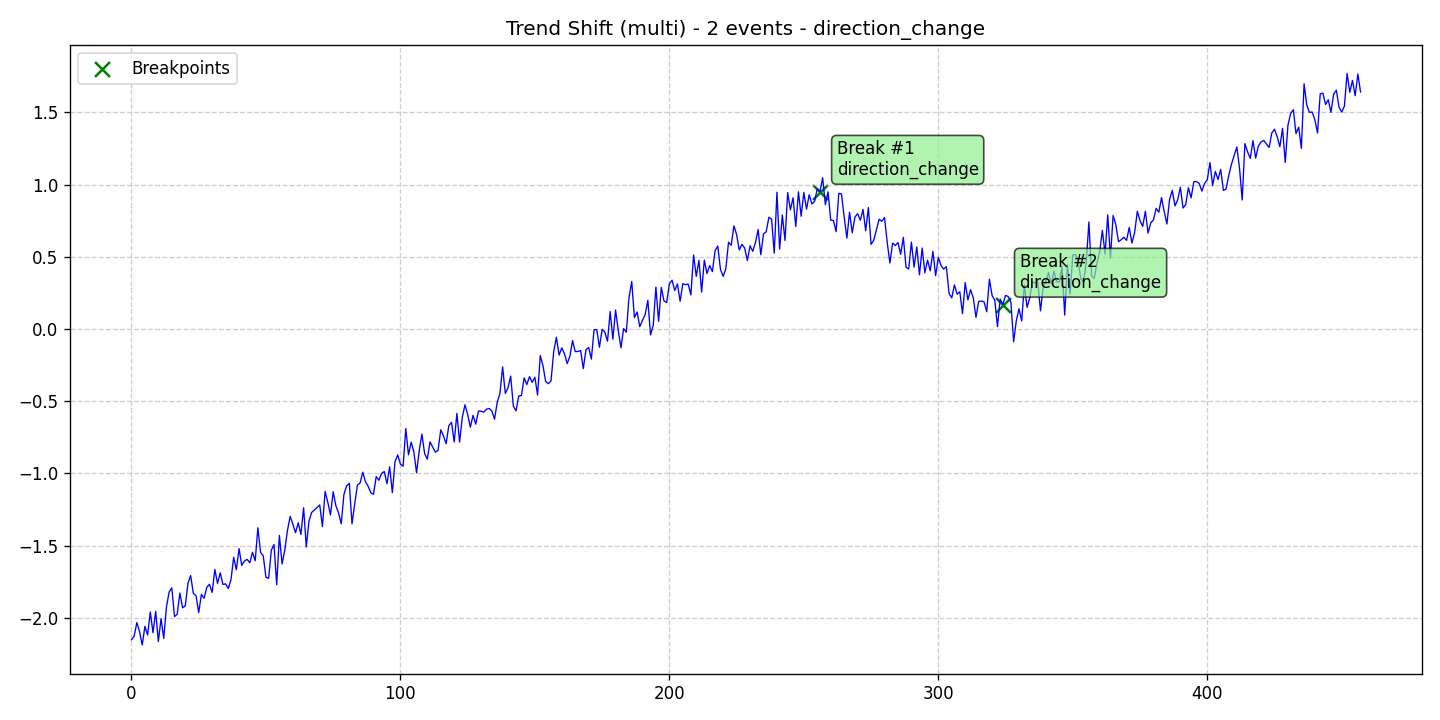 Trend Shift (multi) - 2 events - direction_change
Breakpoints
Break #1
direction_change
Break #2
direction_change
1.5
1.0
0.5
0.0
−0.5
−1.0
−1.5
−2.0
0
100
200
300
400